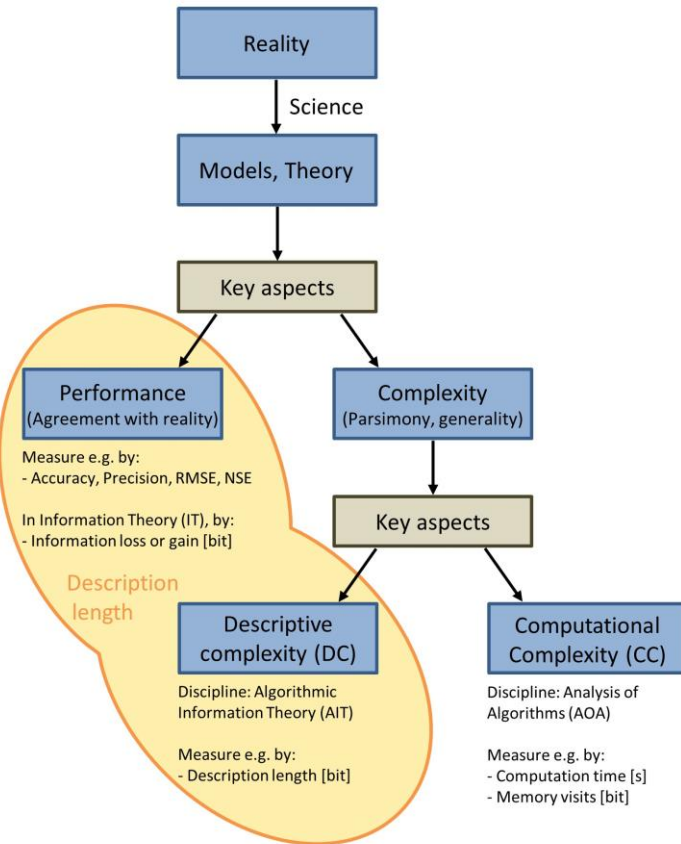 Reality
Science
Models, Theory
Key aspects
Performance
(Agreement with reality)
Measure e.g. by:
- Accuracy, Precision, RMSE, NSE
In Information Theory (IT), by:
- Information loss or gain [bit]
Complexity
(Parsimony, generality)
Key aspects
Description
length
Descriptive
complexity (DC)
Discipline: Algorithmic
Information Theory (AIT)
Measure e.g. by:
- Description length [bit]
Computational
Complexity (CC)
Discipline: Analysis of
Algorithms (AOA)
Measure e.g. by:
- Computation time [s]
- Memory visits [bit]